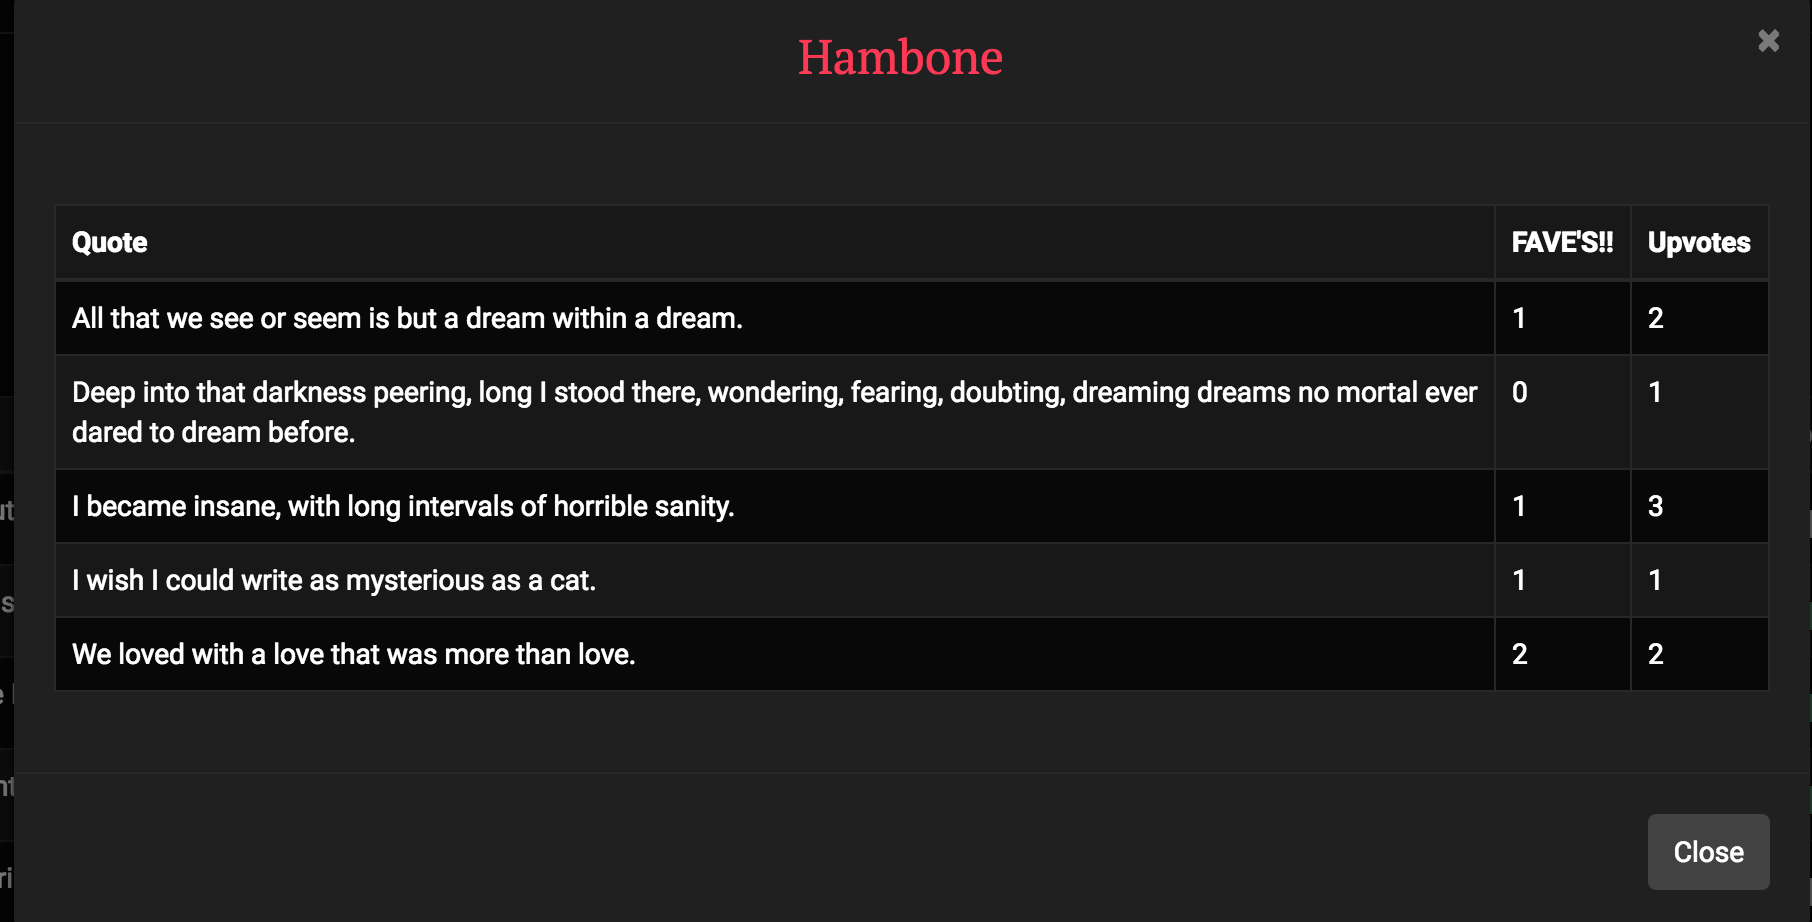 Hambone
Quote FAVE'S!! Upvotes
All that we see or seem is but a dream within a dream. 1 2
Deep into that darkness peering, long I stood there, wondering, fearing, doubting, dreaming dreams no mortal ever 0 1
dared to dream before.
I became insane, with long intervals of horrible sanity. 1 3
I wish I could write as mysterious as a cat. 1 1
We loved with a love that was more than love. 2 2
Close